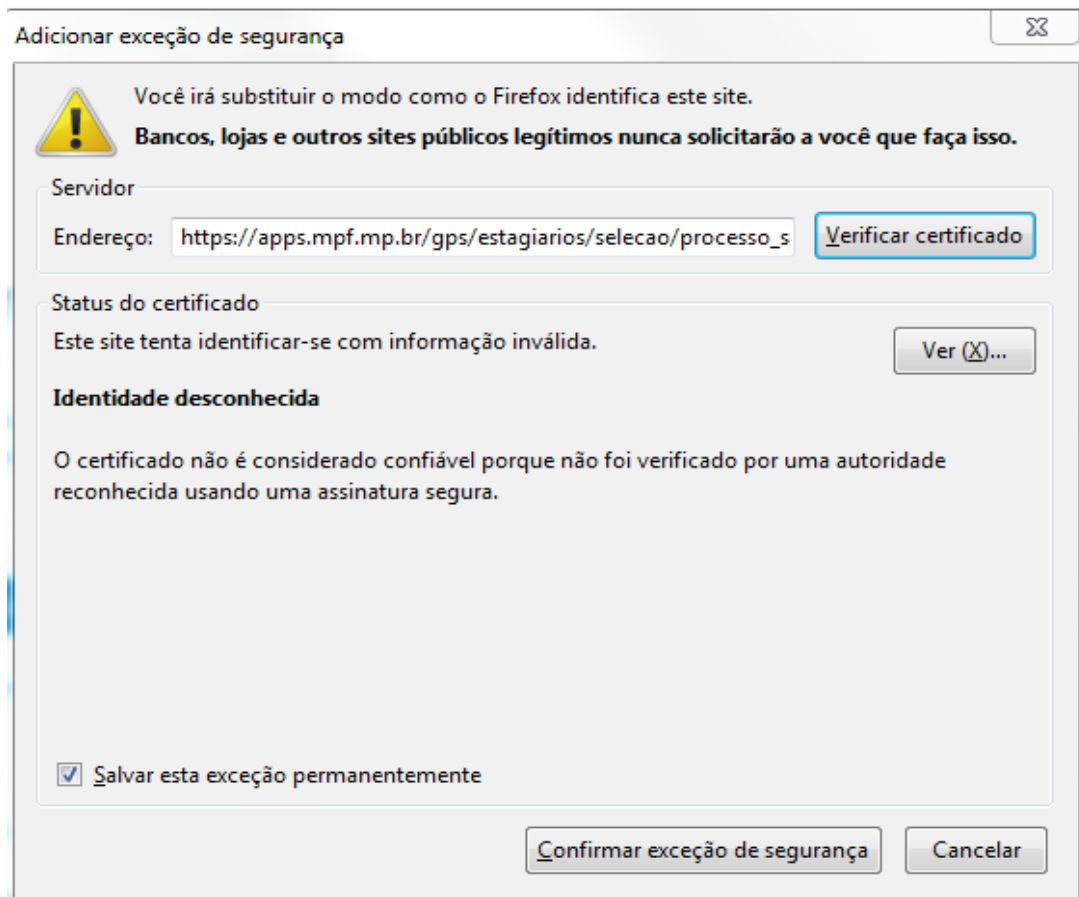 Adicionar exceção de segurança
Você irá substituir o modo como o Firefox identifica este site.
Bancos, lojas e outros sites públicos legítimos nunca solicitarão a você que faça isso.
Servidor
Endereço: https://apps.mpf.mp.br/gps/estagiarios/selecao/processo_s Verificar certificado
Status do certificado
Este site tenta identificar-se com informação inválida.
Ver (X)...
Identidade desconhecida
O certificado não é considerado confiável porque não foi verificado por uma autoridade
reconhecida usando uma assinatura segura.
Salvar esta exceção permanentemente
Confirmar exceção de segurança Cancelar